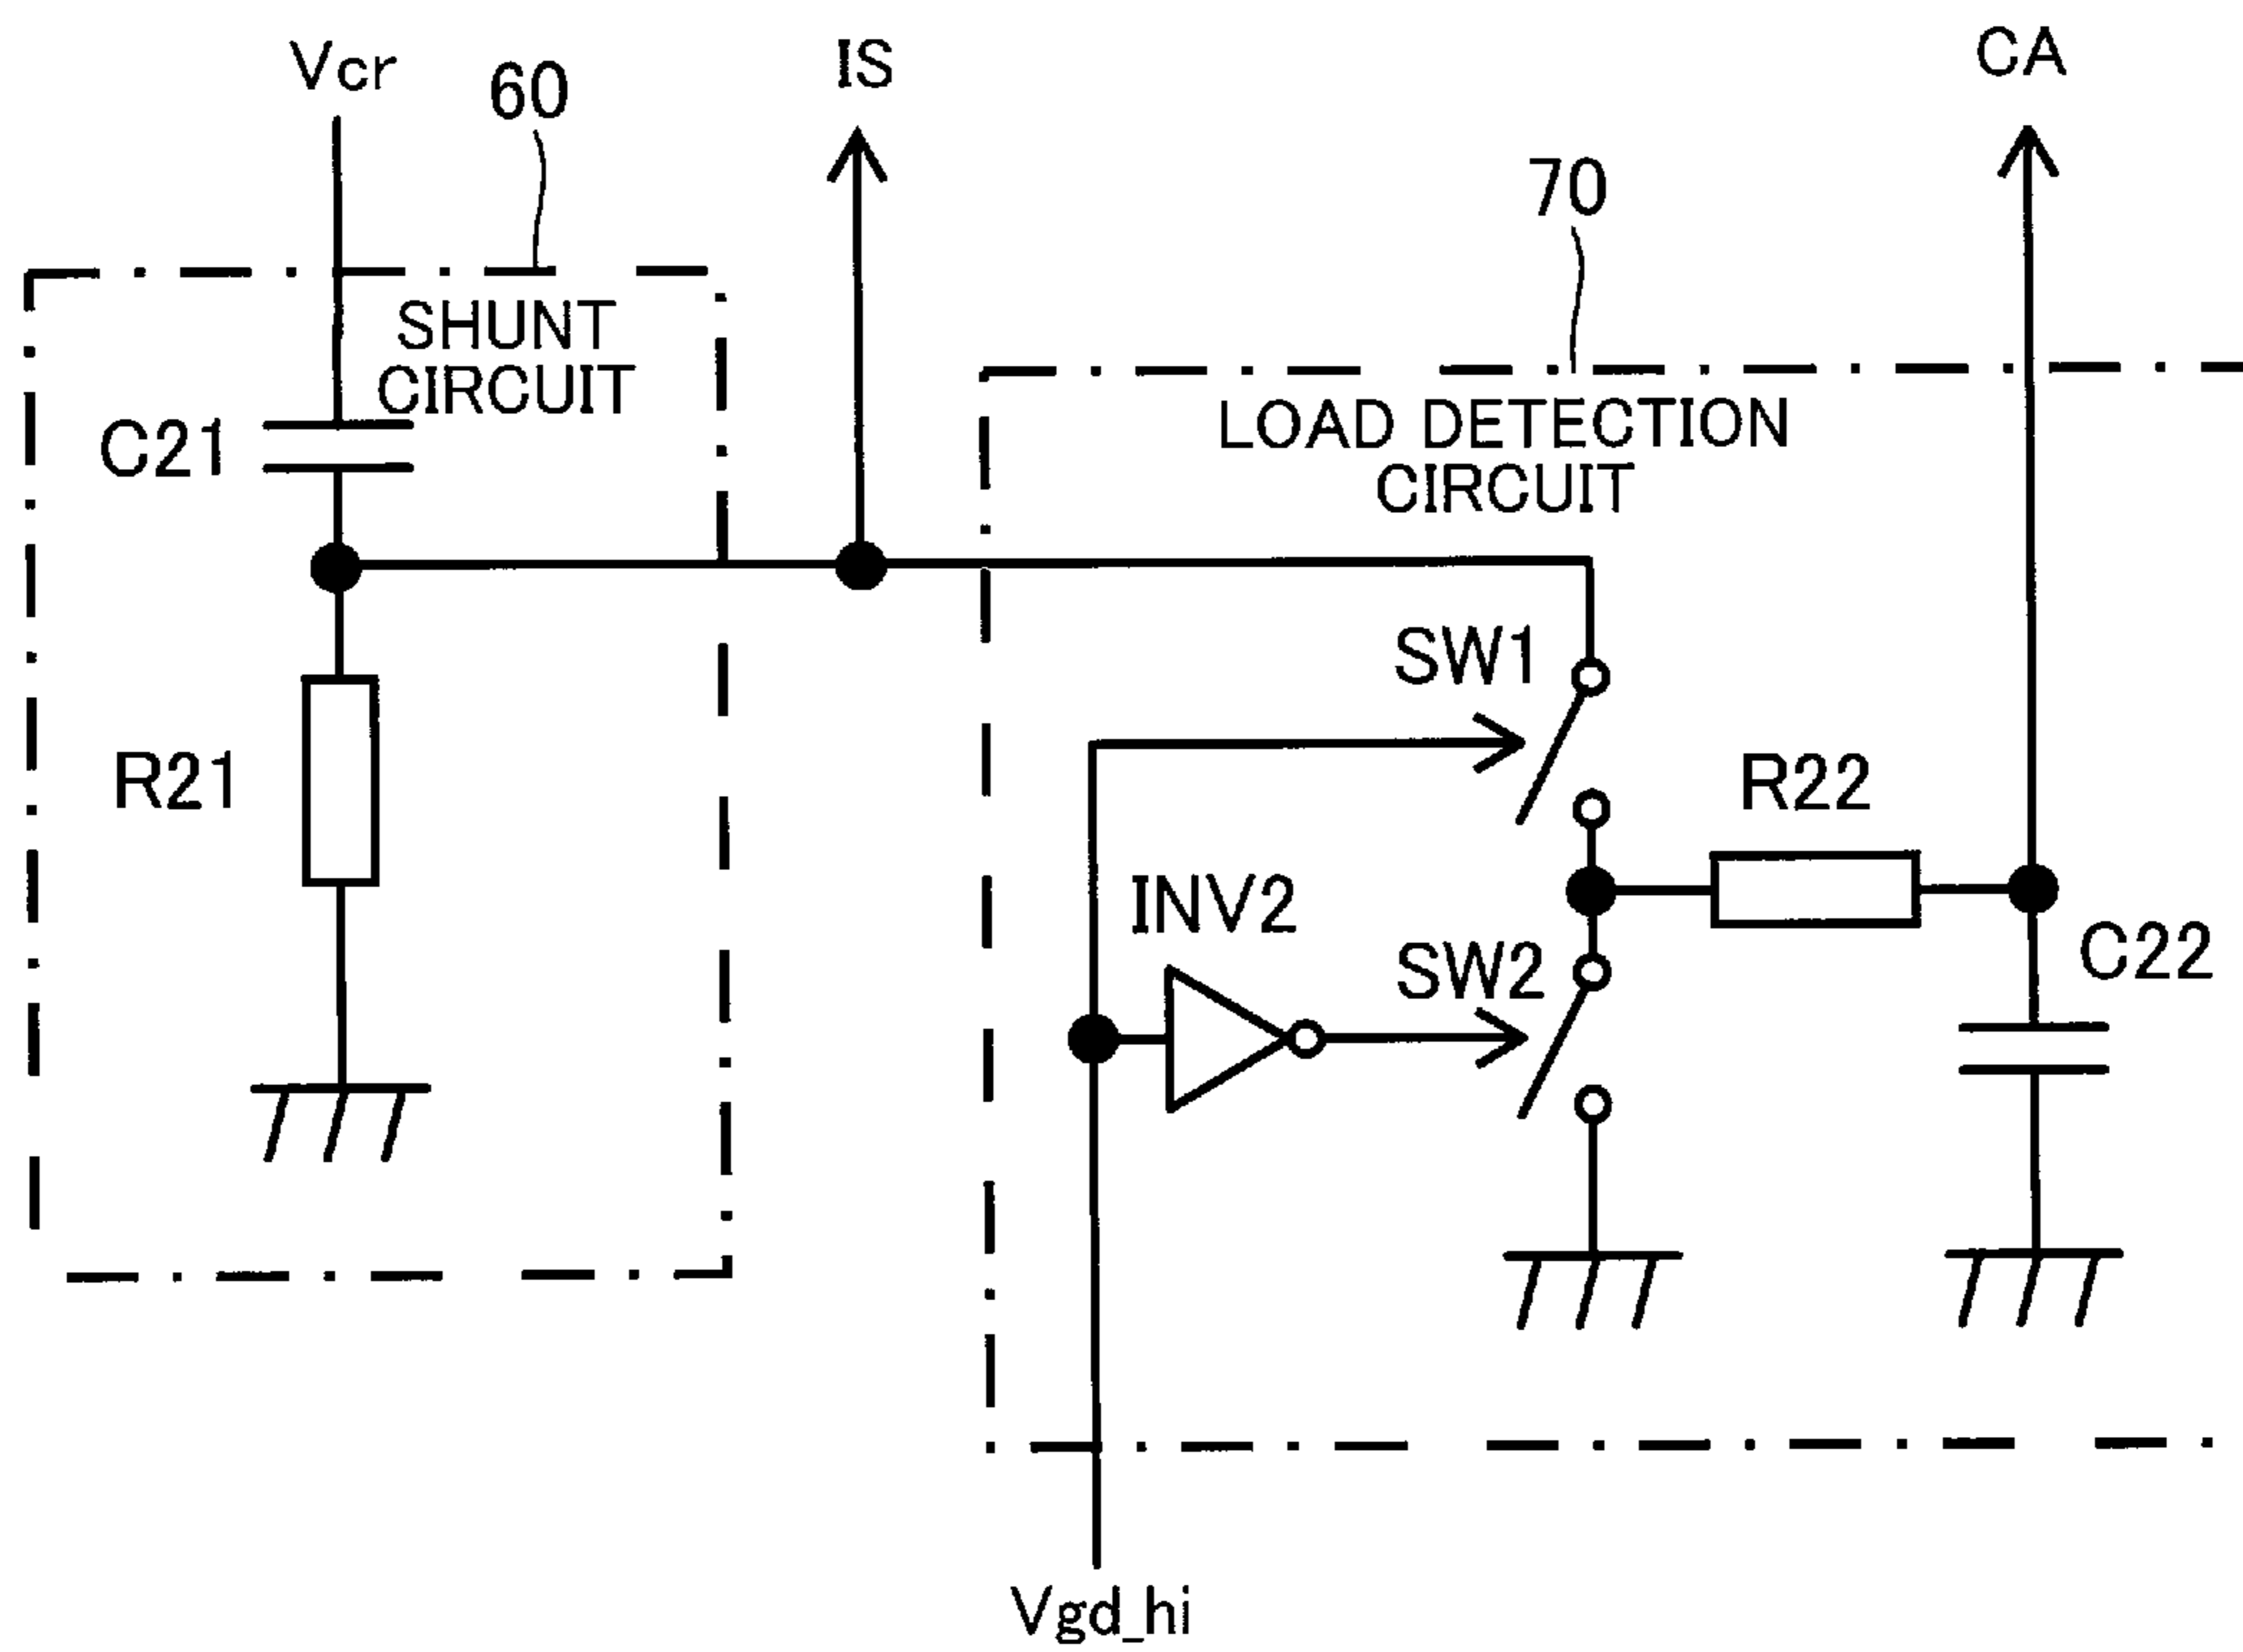 Vcr
60
IS
CA
70
SHUNT
CIRCUIT
LOAD DETECTION
CIRCUIT
C21
SW1
R21
R22
INV2
SW2
C22
Vgd_hi